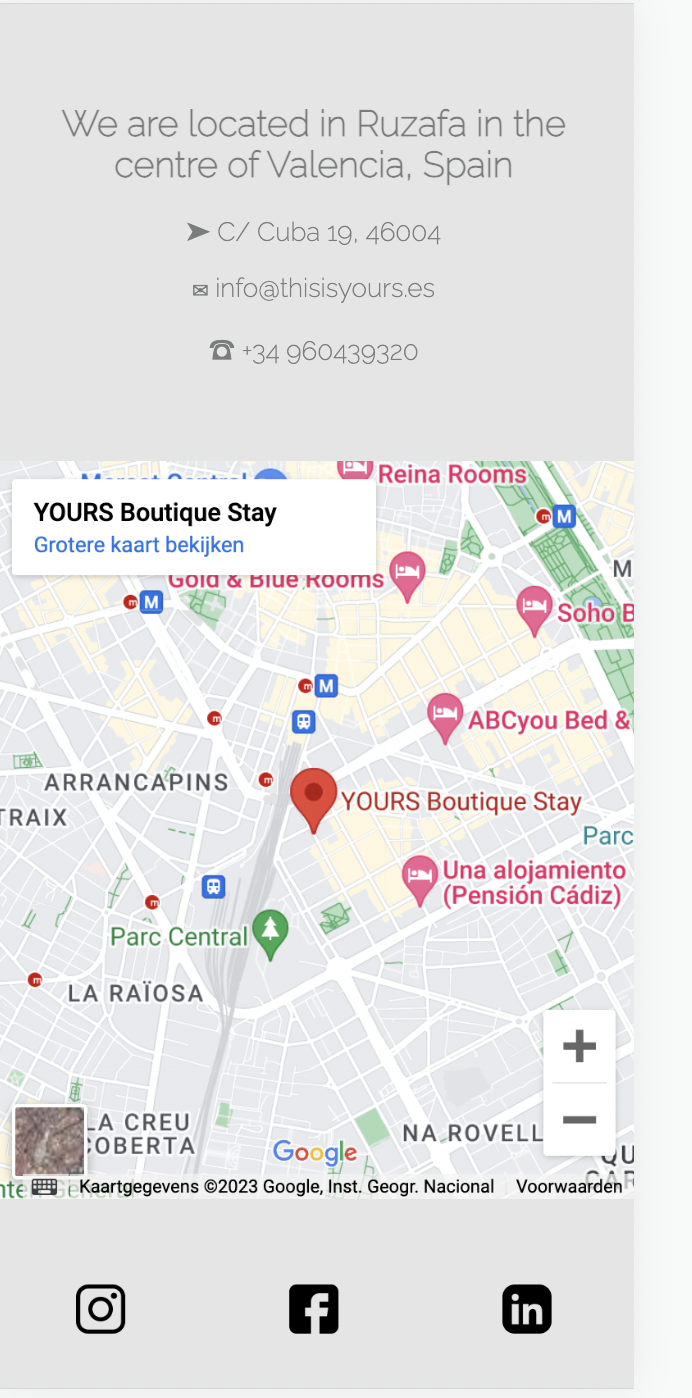 We are located in Ruzafa in the
centre of Valencia, Spain
➤ C/ Cuba 19, 46004
✉ info@thisisyours.es
☎ +34 960439320
Reina Rooms
YOURS Boutique Stay
Grotere kaart bekijken
M
Gold & Blue Rooms
M
M
Soho B
M
ABCyou Bed &
ARRANCAPINS
YOURS Boutique Stay
TRAIX
Parc
Una alojamiento
(Pensión Cádiz)
Parc Central
LA RAÏOSA
+
−
LA CREU
COBERTA
NA ROVELL
Google
QU
CAR
Kaartgegevens ©2023 Google, Inst. Geogr. Nacional
Voorwaarden
f
in